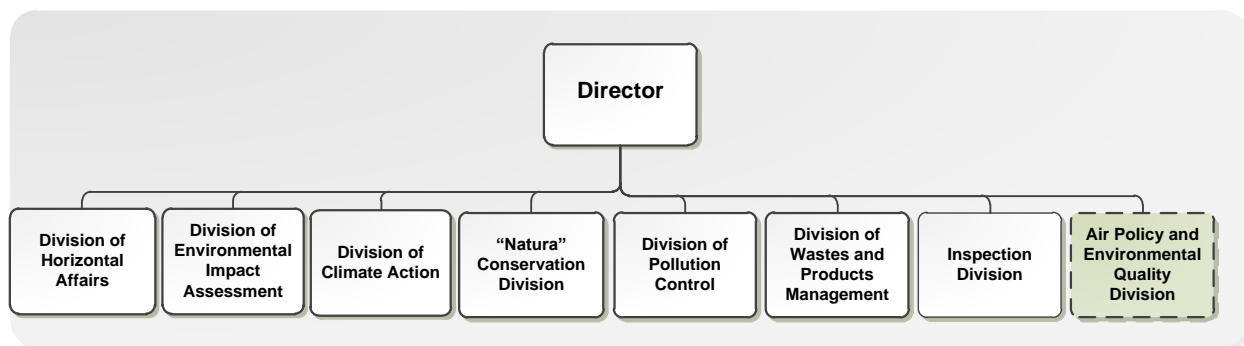 Director
Division of
Horizontal
Affairs
Division of
Environmental
Impact
Assessment
Division of
Climate Action
“Natura”
Conservation
Division
Division of
Pollution
Control
Division of
Wastes and
Products
Management
Inspection
Division
Air Policy and
Environmental
Quality
Division